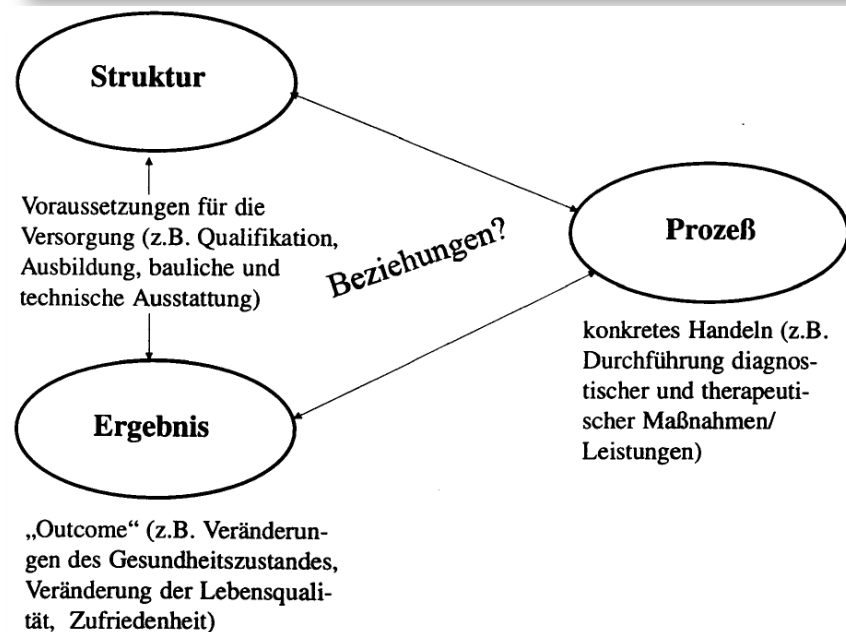 Struktur
Voraussetzungen für die
Versorgung (z.B. Qualifikation,
Ausbildung, bauliche und
technische Ausstattung)
Beziehungen?
Prozeß
konkretes Handeln (z.B.
Durchführung diagnos-
tischer und therapeuti-
scher Maßnahmen/
Leistungen)
Ergebnis
„Outcome“ (z.B. Veränderun-
gen des Gesundheitszustandes,
Veränderung der Lebensquali-
tät, Zufriedenheit)